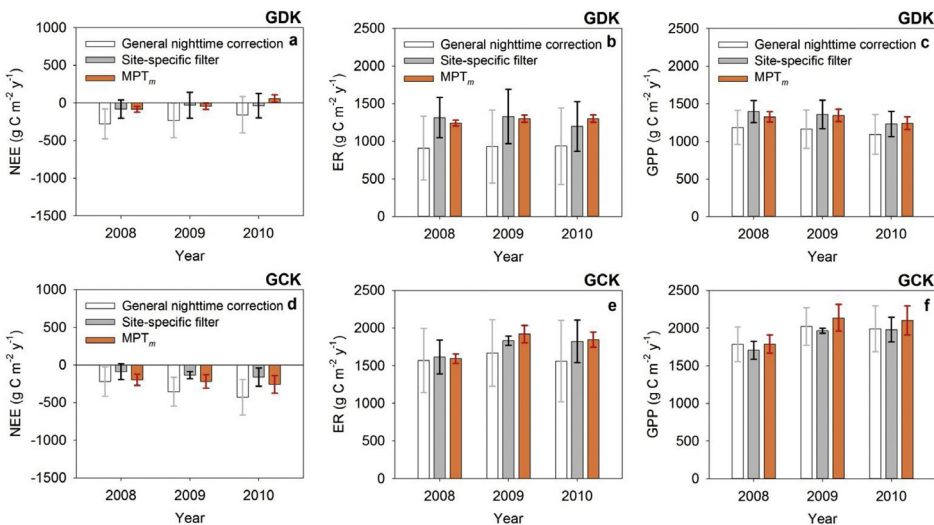 GDK
a
General nighttime correction
Site-specific filter
MPTm
1000
500
0
-500
-1000
-1500
NEE (g C m-2 y-1)
2008 2009 2010
Year
GDK
b
General nighttime correction
Site-specific filter
MPTm
2500
2000
1500
1000
500
0
ER (g C m-2 y-1)
2008 2009 2010
Year
GDK
c
General nighttime correction
Site-specific filter
MPTm
2500
2000
1500
1000
500
0
GPP (g C m-2 y-1)
2008 2009 2010
Year
GCK
d
General nighttime correction
Site-specific filter
MPTm
1000
500
0
-500
-1000
-1500
NEE (g C m-2 y-1)
2008 2009 2010
Year
GCK
e
General nighttime correction
Site-specific filter
MPTm
2500
2000
1500
1000
500
0
ER (g C m-2 y-1)
2008 2009 2010
Year
GCK
f
General nighttime correction
Site-specific filter
MPTm
2500
2000
1500
1000
500
0
GPP (g C m-2 y-1)
2008 2009 2010
Year